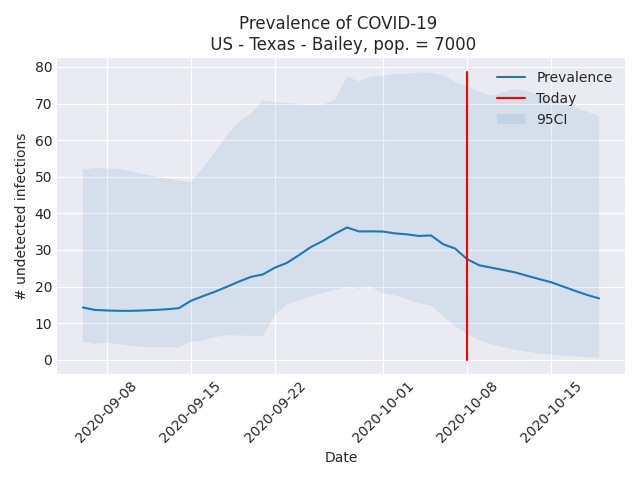 Prevalence of COVID-19
US - Texas - Bailey, pop. = 7000
# undetected infections
80
70
60
50
40
30
20
10
0
Prevalence
Today
95CI
2020-09-08
2020-09-15
2020-09-22
2020-10-01
2020-10-08
2020-10-15
Date